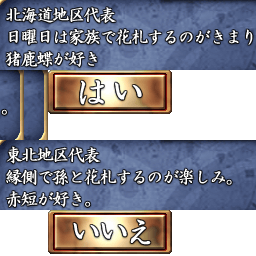 北海道地区代表
日曜日は家族で花札するのがきまり
猪鹿蝶が好き
はい
。
東北地区代表
縁側で孫と花札するのが楽しみ。
赤短が好き。
いいえ